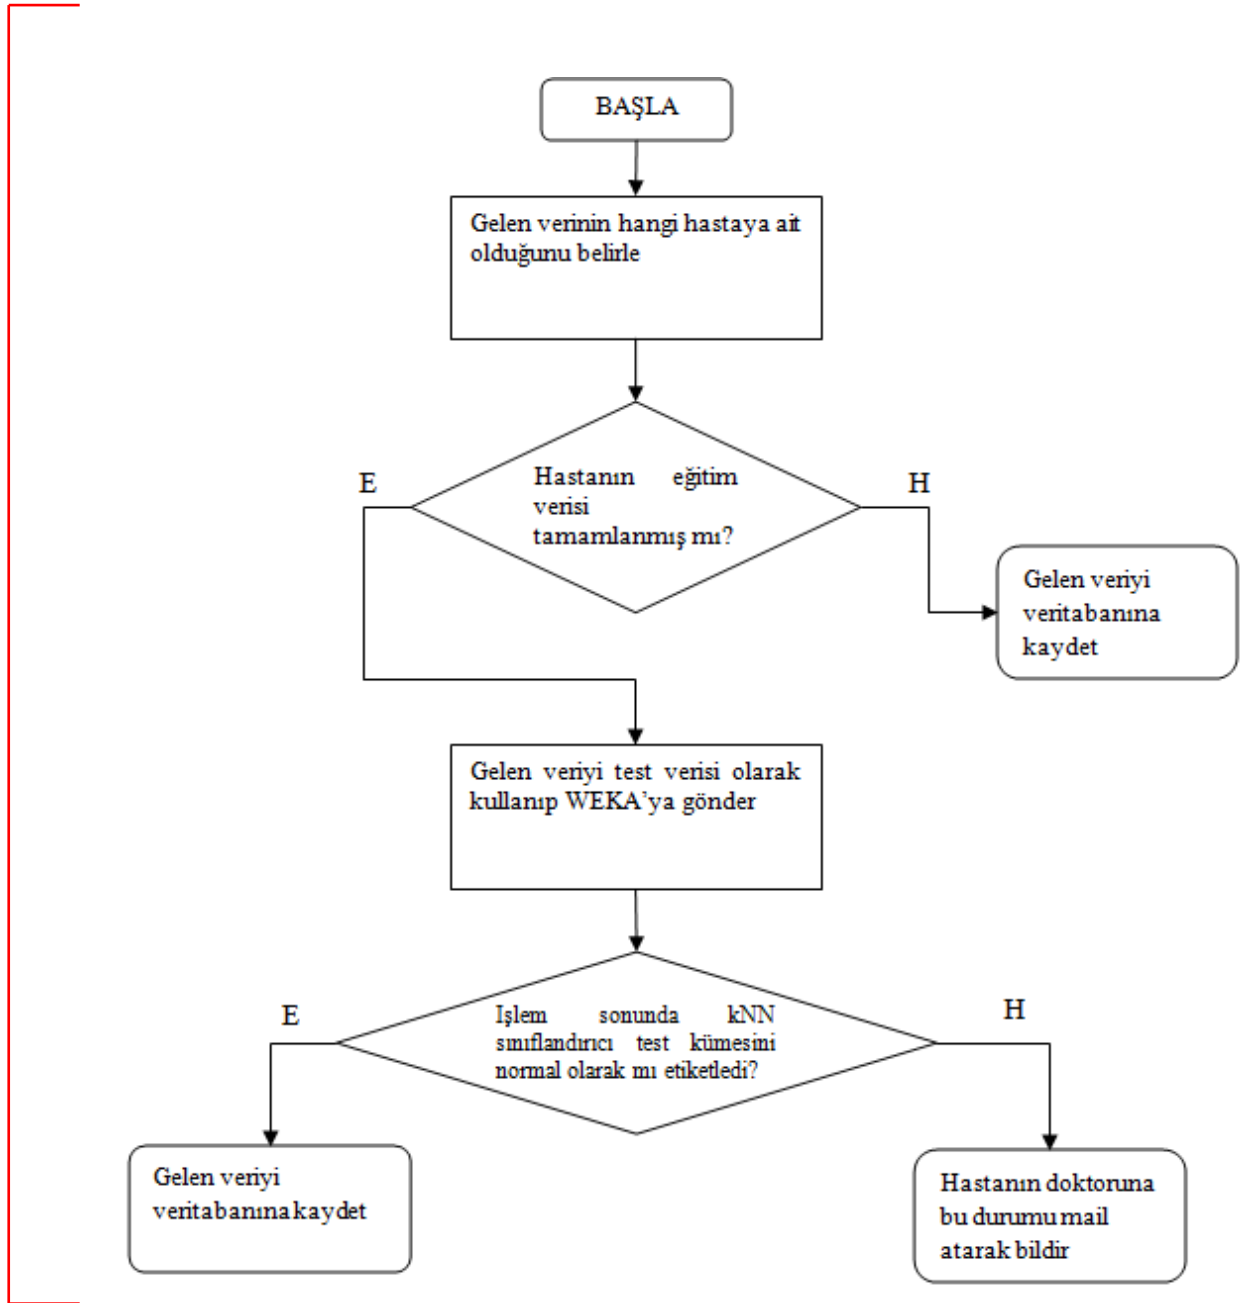 BAŞLA
Gelen verinin hangi hastaya ait
olduğunu belirle
E
H
Hastanın eğitim
verisi
tamamlanmış mı?
Gelen veriyi
veritabanına
kaydet
Gelen veriyi test verisi olarak
kullanıp WEKA’ya gönder
E
H
İşlem sonunda kNN
sınıflandırıcı test kümesini
normal olarak mı etiketledi?
Gelen veriyi
veritabanına kaydet
Hastanın doktoruna
bu durumu mail
atarak bildir